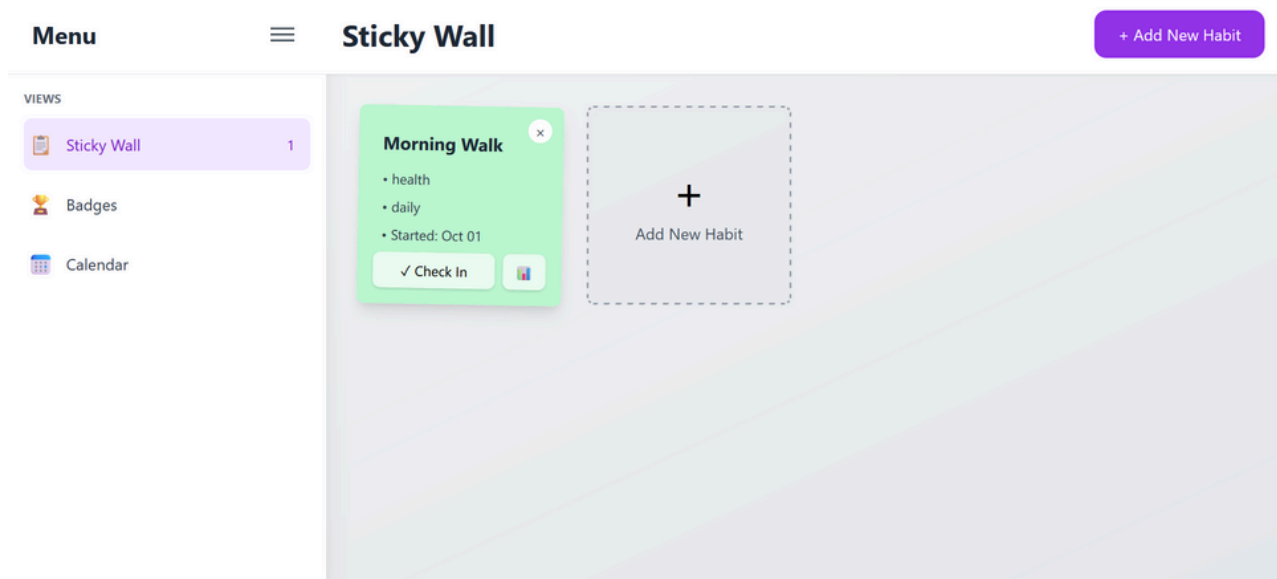 Menu
Sticky Wall
+ Add New Habit
VIEWS
Sticky Wall 1
Badges
Calendar
Morning Walk
×
• health
• daily
• Started: Oct 01
✓ Check In
+
Add New Habit